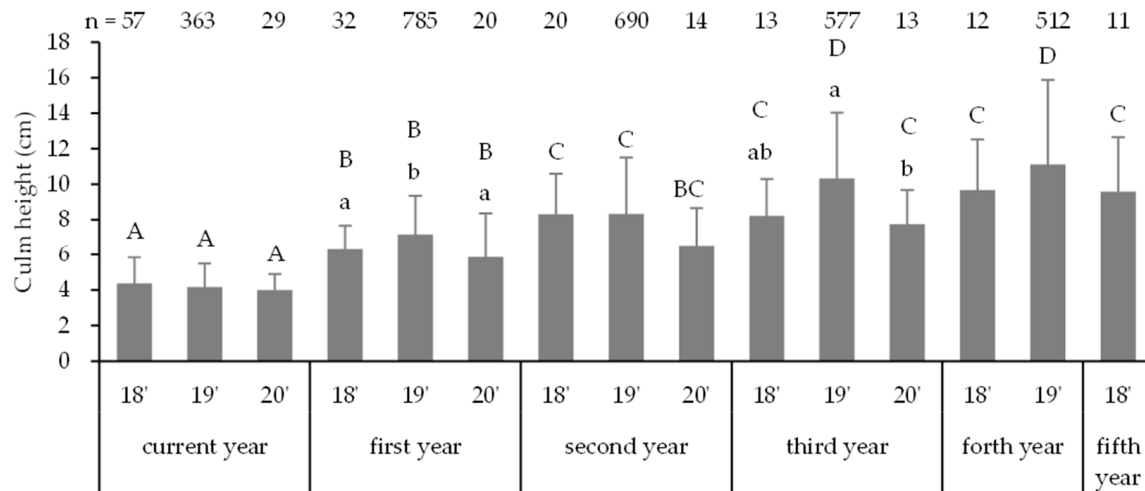 n = 57 363 29 32 785 20 20 690 14 13 577 13 12 512 11
18
16
14
12
10
8
6
4
2
0
Culm height (cm)
A A A
B
a
B
b
B
a
C C BC
C
ab
D
a
C
b
C D C
18' 19' 20' 18' 19' 20' 18' 19' 20' 18' 19' 20' 18' 19' 18'
current year first year second year third year forth year fifth
year